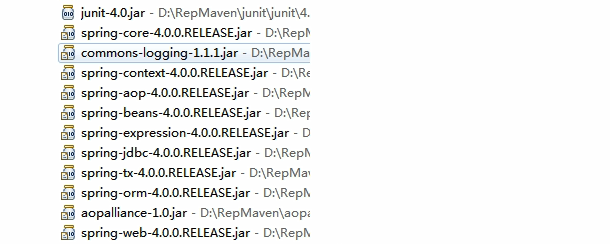 junit-4.0.jar - D:\RepMaven\junit\junit\4.
spring-core-4.0.0.RELEASE.jar - D:\RepMa
commons-logging-1.1.1.jar - D:\RepMa
spring-context-4.0.0.RELEASE.jar - D:\Re
spring-aop-4.0.0.RELEASE.jar - D:\RepMa
spring-beans-4.0.0.RELEASE.jar - D:\Rep
spring-expression-4.0.0.RELEASE.jar - D
spring-jdbc-4.0.0.RELEASE.jar - D:\RepM
spring-tx-4.0.0.RELEASE.jar - D:\RepMav
spring-orm-4.0.0.RELEASE.jar - D:\RepM
aopalliance-1.0.jar - D:\RepMaven\aopa
spring-web-4.0.0.RELEASE.jar - D:\RepM